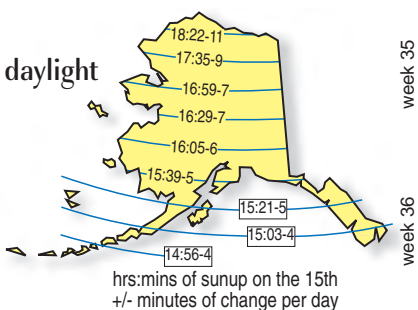 18:22-11
17:35-9
daylight
16:59-7
16:29-7
16:05-6
15:39-5
15:21-5
15:03-4
14:56-4
hrs:mins of sunup on the 15th
+/- minutes of change per day
week 35
week 36